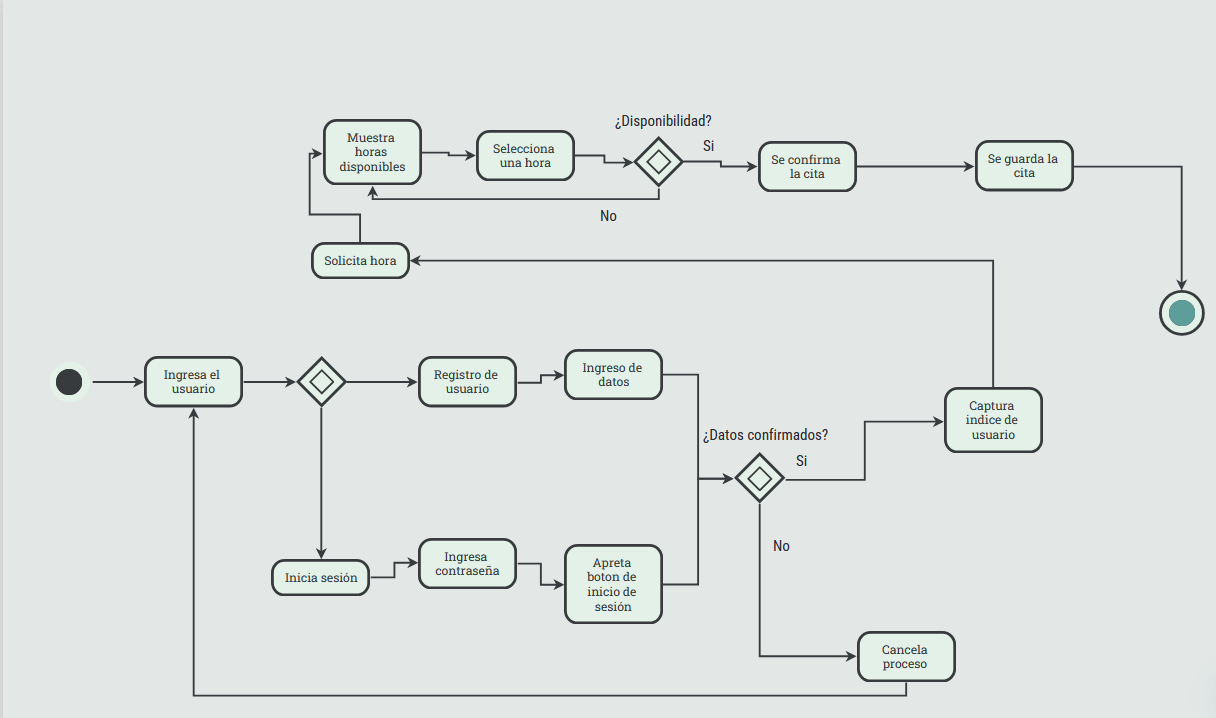 ¿Disponibilidad?
Muestra
horas
disponibles
Selecciona
una hora
Si
Se confirma
la cita
Se guarda la
cita
No
Solicita hora
Ingresa el
usuario
Registro de
usuario
Ingreso de
datos
¿Datos confirmados?
Si
Captura
indice de
usuario
No
Inicia sesión
Ingresa
contraseña
Apreta
boton de
inicio de
sesión
Cancela
proceso